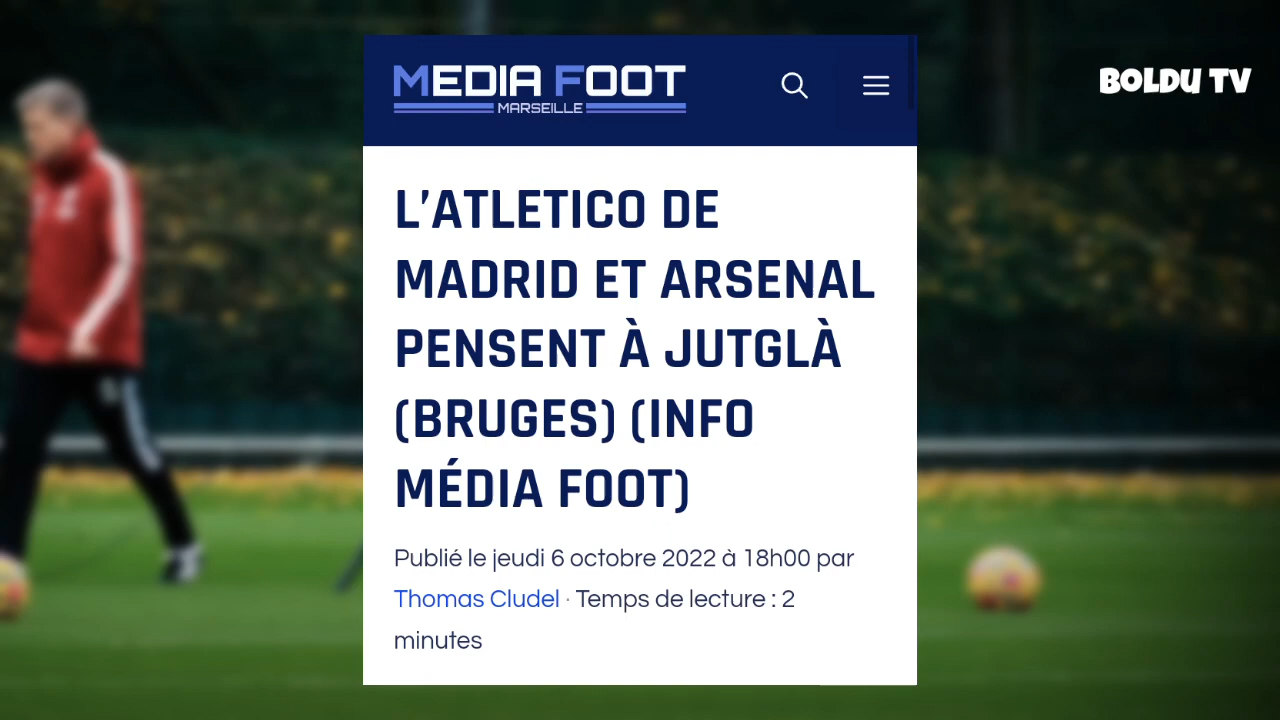 MEDIA FOOT
MARSEILLE
BOLDU TV
L'ATLETICO DE
MADRID ET ARSENAL
PENSENT À JUTGLÀ
(BRUGES) (INFO
MÉDIA FOOT)
Publié le jeudi 6 octobre 2022 à 18h00 par
Thomas Cludel · Temps de lecture : 2
minutes